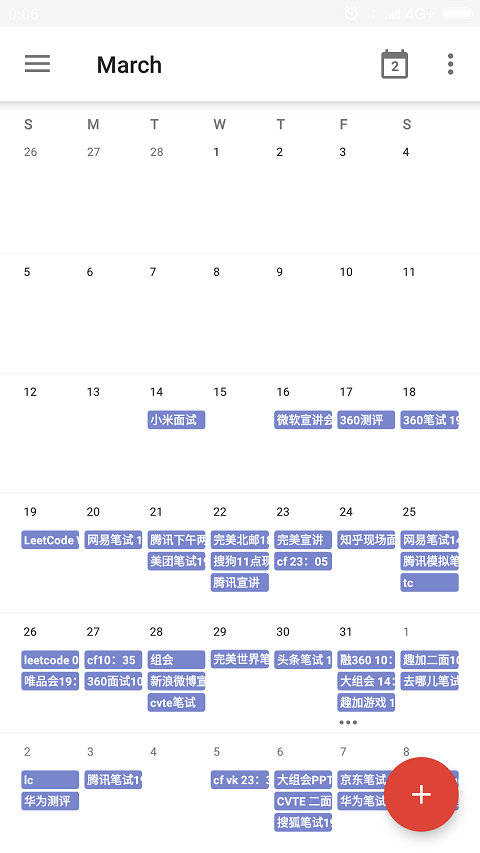 0:06
4G+
March
2
S M T W T F S
26 27 28 1 2 3 4
5 6 7 8 9 10 11
12 13 14 15 16 17 18
小米面试 微软宣讲会 360测评 360笔试 19
19 20 21 22 23 24 25
LeetCode 网易笔试 1 腾讯下午两 完美北邮18 完美宣讲 知乎现场面 网易笔试14
美团笔试19 搜狗11点现 cf 23：05 腾讯模拟笔
腾讯宣讲 tc
26 27 28 29 30 31 1
leetcode 0 cf10：35 组会 完美世界笔 头条笔试 1 融360 10： 趣加二面10
唯品会19： 360面试10 新浪微博宣 大组会 14： 去哪儿笔试
cvte笔试 趣加游戏 1
2 3 4 5 6 7 8
lc 腾讯笔试19 cf vk 23： 大组会PPT 京东笔试
华为测评 CVTE 二面 华为笔试
搜狐笔试19